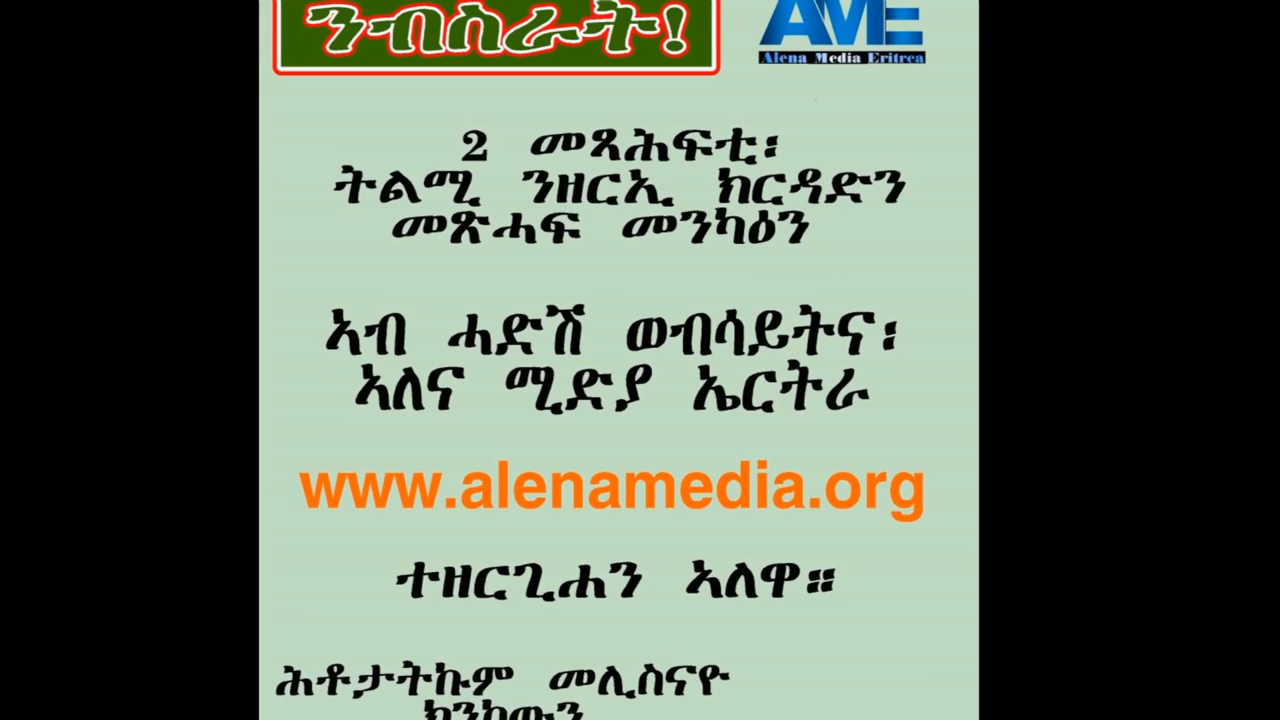 ንብስራት!
AME
Alena Media Eritrea
2 መጻሕፍቲ፡
ትልሚ ንዘርኢ ክርዳድን
መጽሓፍ መንካዕን
ኣብ ሓድሽ ወብሳይትና፡
ኣለና ሚድያ ኤርትራ
www.alenamedia.org
ተዘርጊሐን ኣለዋ።
ሕቶታትኩም መሊስናዮ